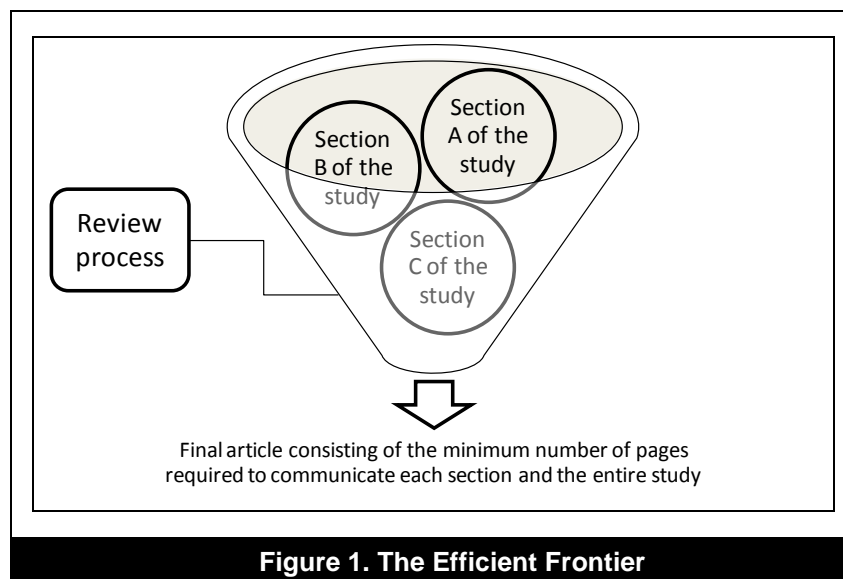 Section
A of the
study
Section
B of the
study
Section
C of the
study
Review
process
Final article consisting of the minimum number of pages
required to communicate each section and the entire study
Figure 1. The Efficient Frontier